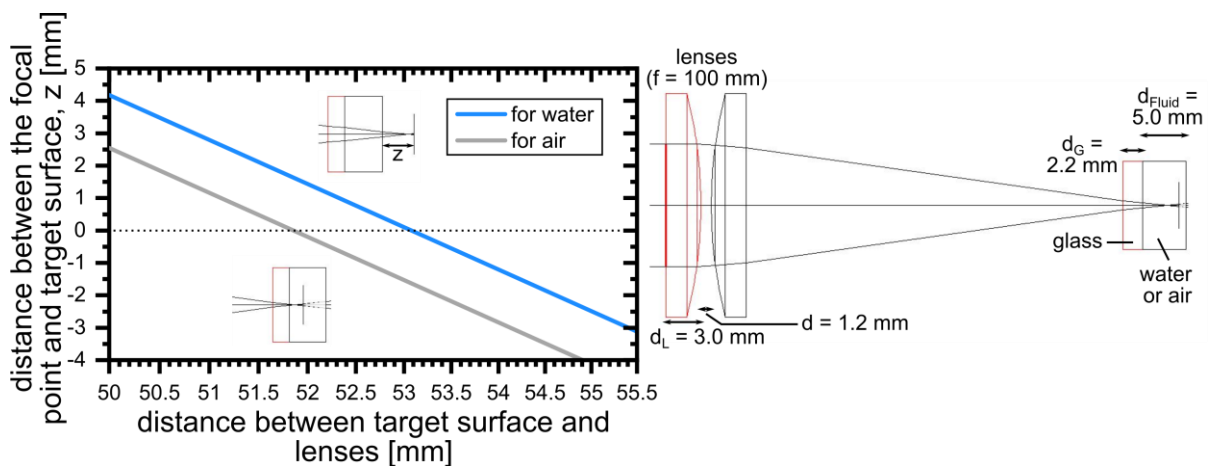 distance between the focal
point and target surface, z [mm]
5
4
3
2
1
0
-1
-2
-3
-4
for water
for air
z
50
50.5
51
51.5
52
52.5
53
53.5
54
54.5
55
55.5
distance between target surface and
lenses [mm]
lenses
(f = 100 mm)
d_L = 3.0 mm
d = 1.2 mm
d_Fluid =
5.0 mm
d_G =
2.2 mm
glass
water
or air